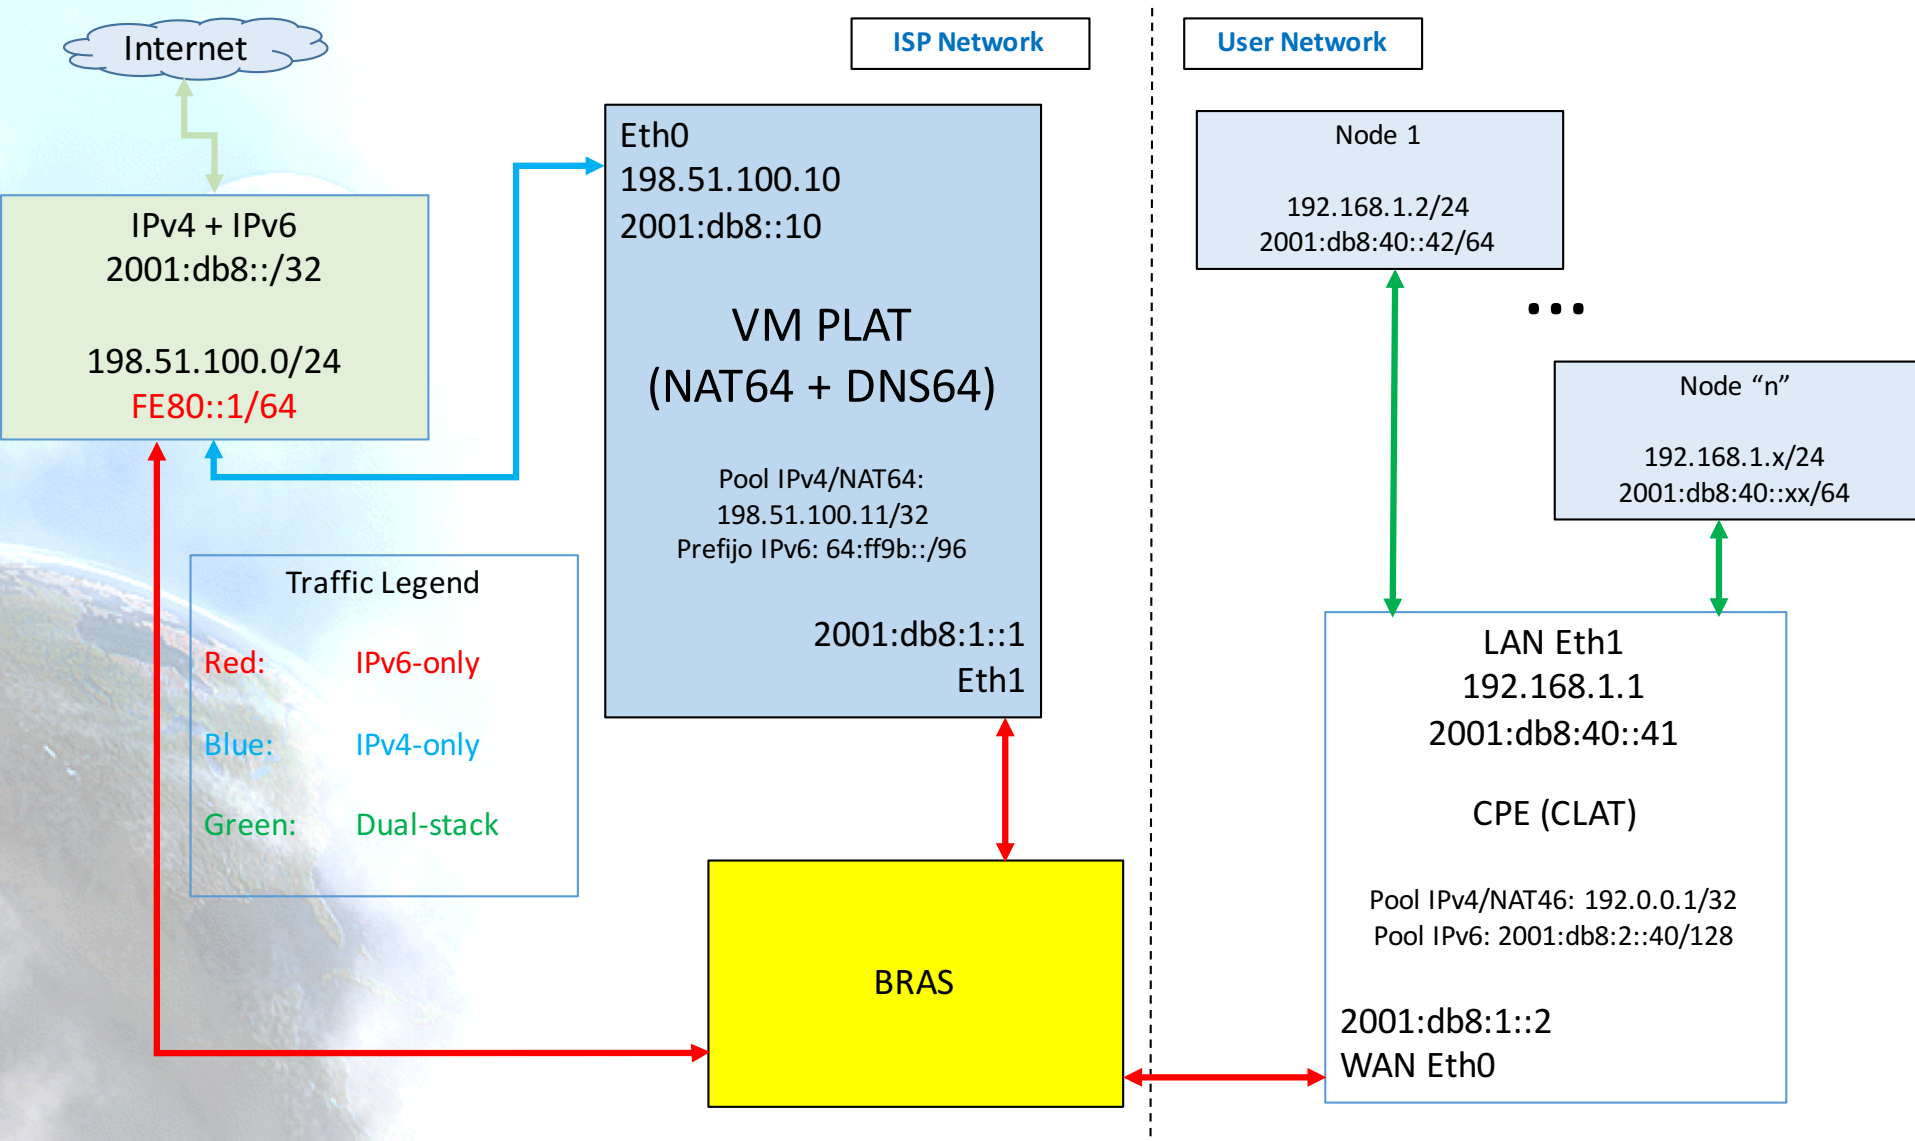 Internet
ISP Network
User Network
IPv4 + IPv6
2001:db8::/32
198.51.100.0/24
FE80::1/64
Eth0
198.51.100.10
2001:db8::10
VM PLAT
(NAT64 + DNS64)
Pool IPv4/NAT64:
198.51.100.11/32
Prefijo IPv6: 64:ff9b::/96
2001:db8:1::1
Eth1
Node 1
192.168.1.2/24
2001:db8:40::42/64
...
Node “n”
192.168.1.x/24
2001:db8:40::xx/64
Traffic Legend
Red: IPv6-only
Blue: IPv4-only
Green: Dual-stack
LAN Eth1
192.168.1.1
2001:db8:40::41
CPE (CLAT)
Pool IPv4/NAT46: 192.0.0.1/32
Pool IPv6: 2001:db8:2::40/128
2001:db8:1::2
WAN Eth0
BRAS